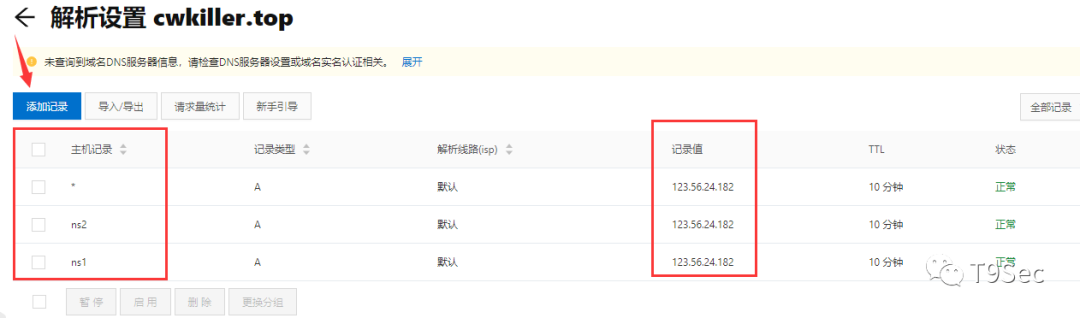 解析设置 cwkiller.top
未查询到域名DNS服务器信息，请检查DNS服务器设置或域名实名认证相关。 展开
添加记录 导入/导出 请求量统计 新手引导 全部记录
主机记录 记录类型 解析线路(isp) 记录值 TTL 状态
* A 默认 123.56.24.182 10 分钟 正常
ns2 A 默认 123.56.24.182 10 分钟 正常
ns1 A 默认 123.56.24.182 10 分钟 正常
T9Sec
暂停 启用 删除 更换分组